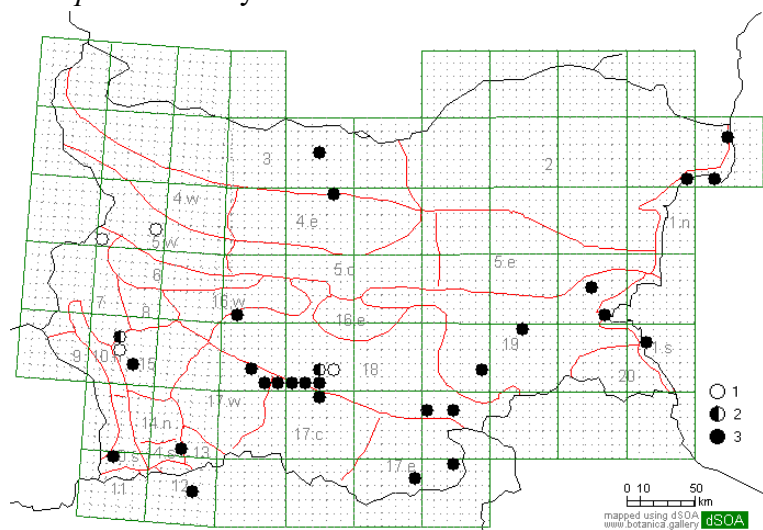 3
2
4.w
4.e
1.n
5.w
5.c
5.e
6
7
8
16.w
16.e
9
15
18
19
1.s
20
17.w
14.n
17.c
13
17.e
11
12
1
2
3
0 10 50
km
mapped using dSOA
www.botanica.gallery
dSOA